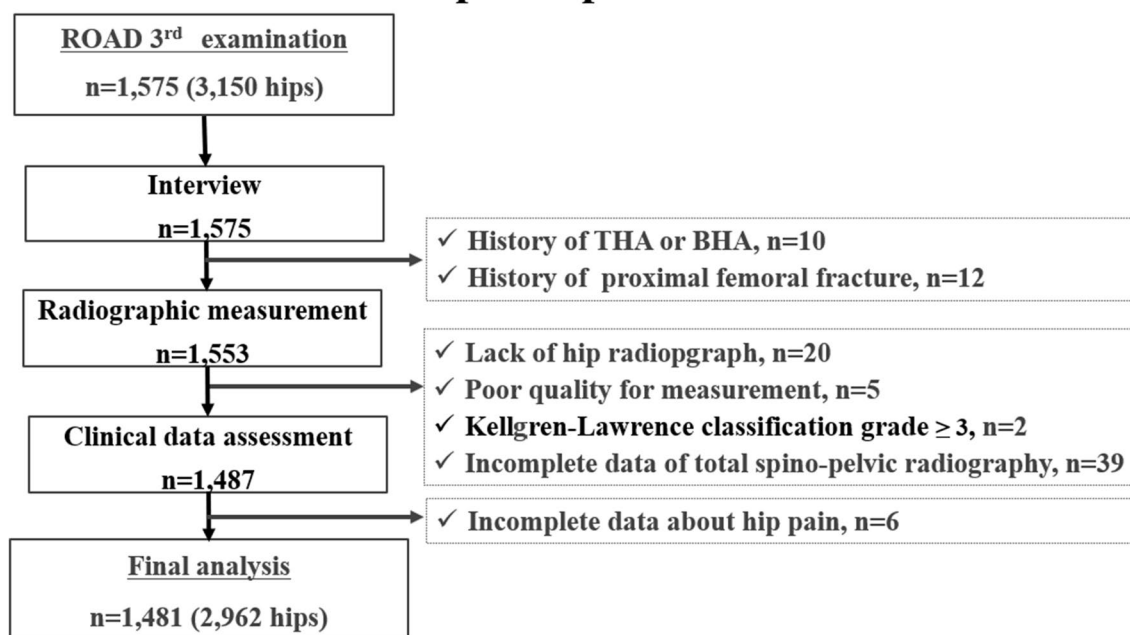 ROAD 3rd examination
n=1,575 (3,150 hips)
Interview
n=1,575
✓ History of THA or BHA, n=10
✓ History of proximal femoral fracture, n=12
Radiographic measurement
n=1,553
✓ Lack of hip radiopgraph, n=20
✓ Poor quality for measurement, n=5
✓ Kellgren-Lawrence classification grade ≥ 3, n=2
✓ Incomplete data of total spino-pelvic radiography, n=39
Clinical data assessment
n=1,487
✓ Incomplete data about hip pain, n=6
Final analysis
n=1,481 (2,962 hips)